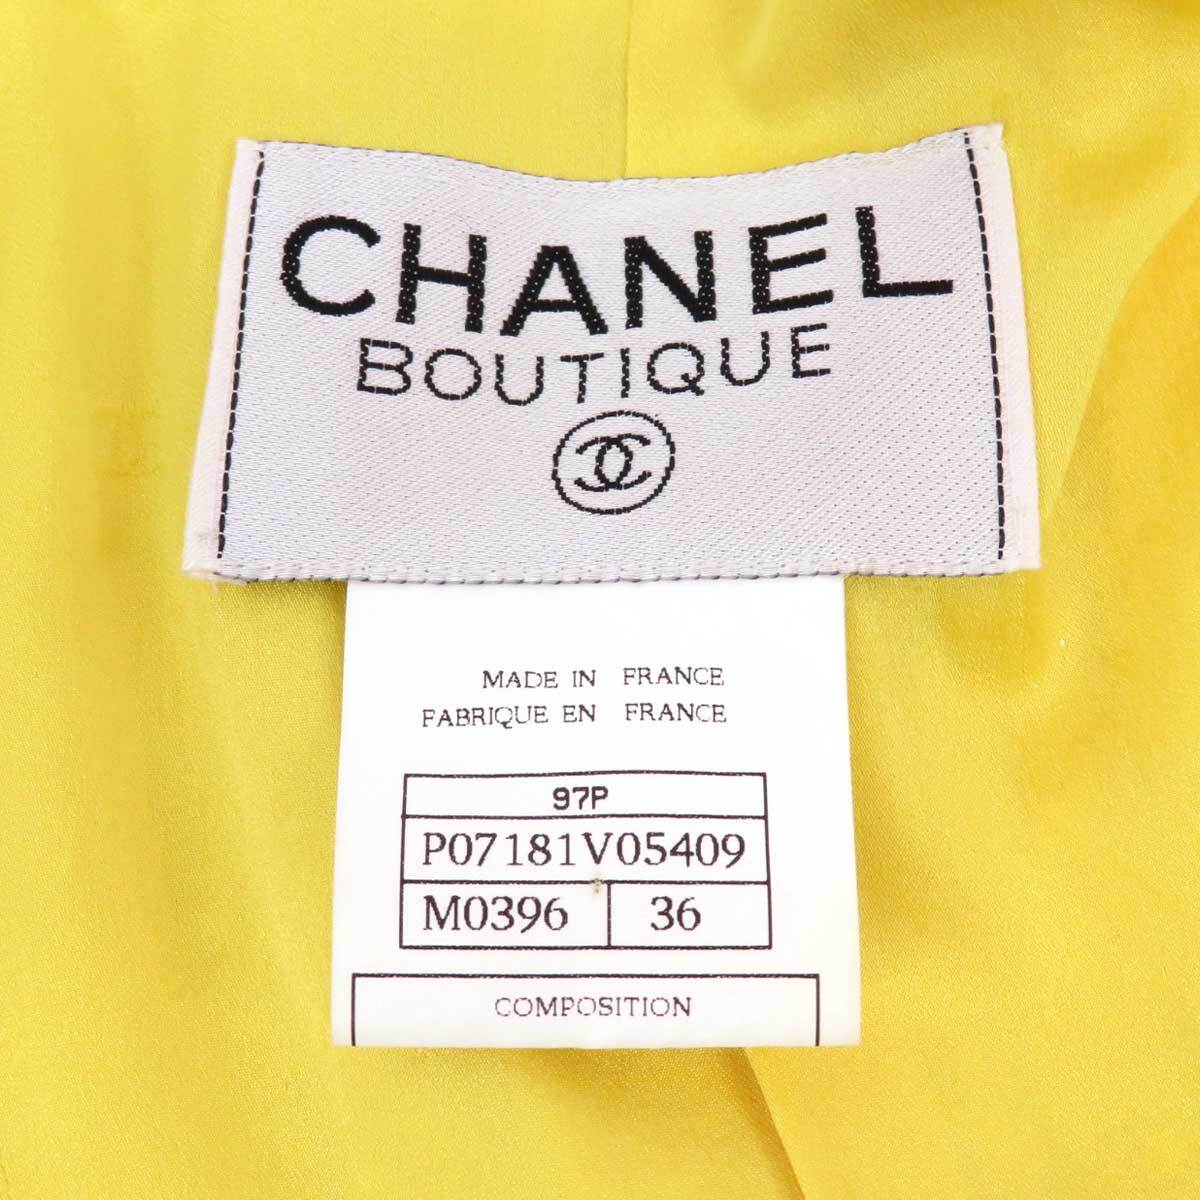 CHANEL
BOUTIQUE
MADE IN FRANCE
FABRIQUE EN FRANCE
97P
P07181V05409
M0396 36
COMPOSITION